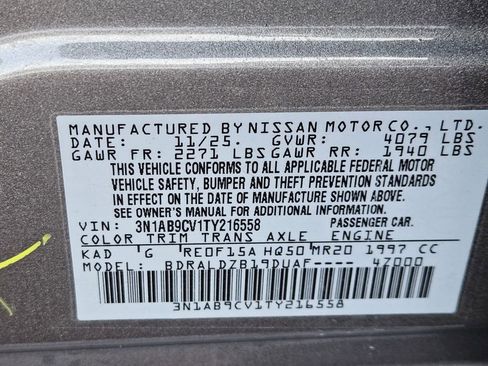 MANUFACTURED BY NISSAN MOTOR CO., LTD.
DATE: 11/25. GVWR: 4079 LBS
GAWR FR: 2271 LBS GAWR RR: 1940 LBS
THIS VEHICLE CONFORMS TO ALL APPLICABLE FEDERAL MOTOR
VEHICLE SAFETY, BUMPER AND THEFT PREVENTION STANDARDS
IN EFFECT ON THE DATE OF MANUFACTURE SHOWN ABOVE.
SEE OWNER'S MANUAL FOR ADDITIONAL INFORMATION.
VIN: 3N1AB9CV1TY216558 PASSENGER CAR.
COLOR TRIM TRANS AXLE ENGINE
KAD G RE0F15A HQ50 MR20 1997 CC
MODEL: BDRALDZB19DUAF---- 4Z000
3N1AB9CV1TY216558